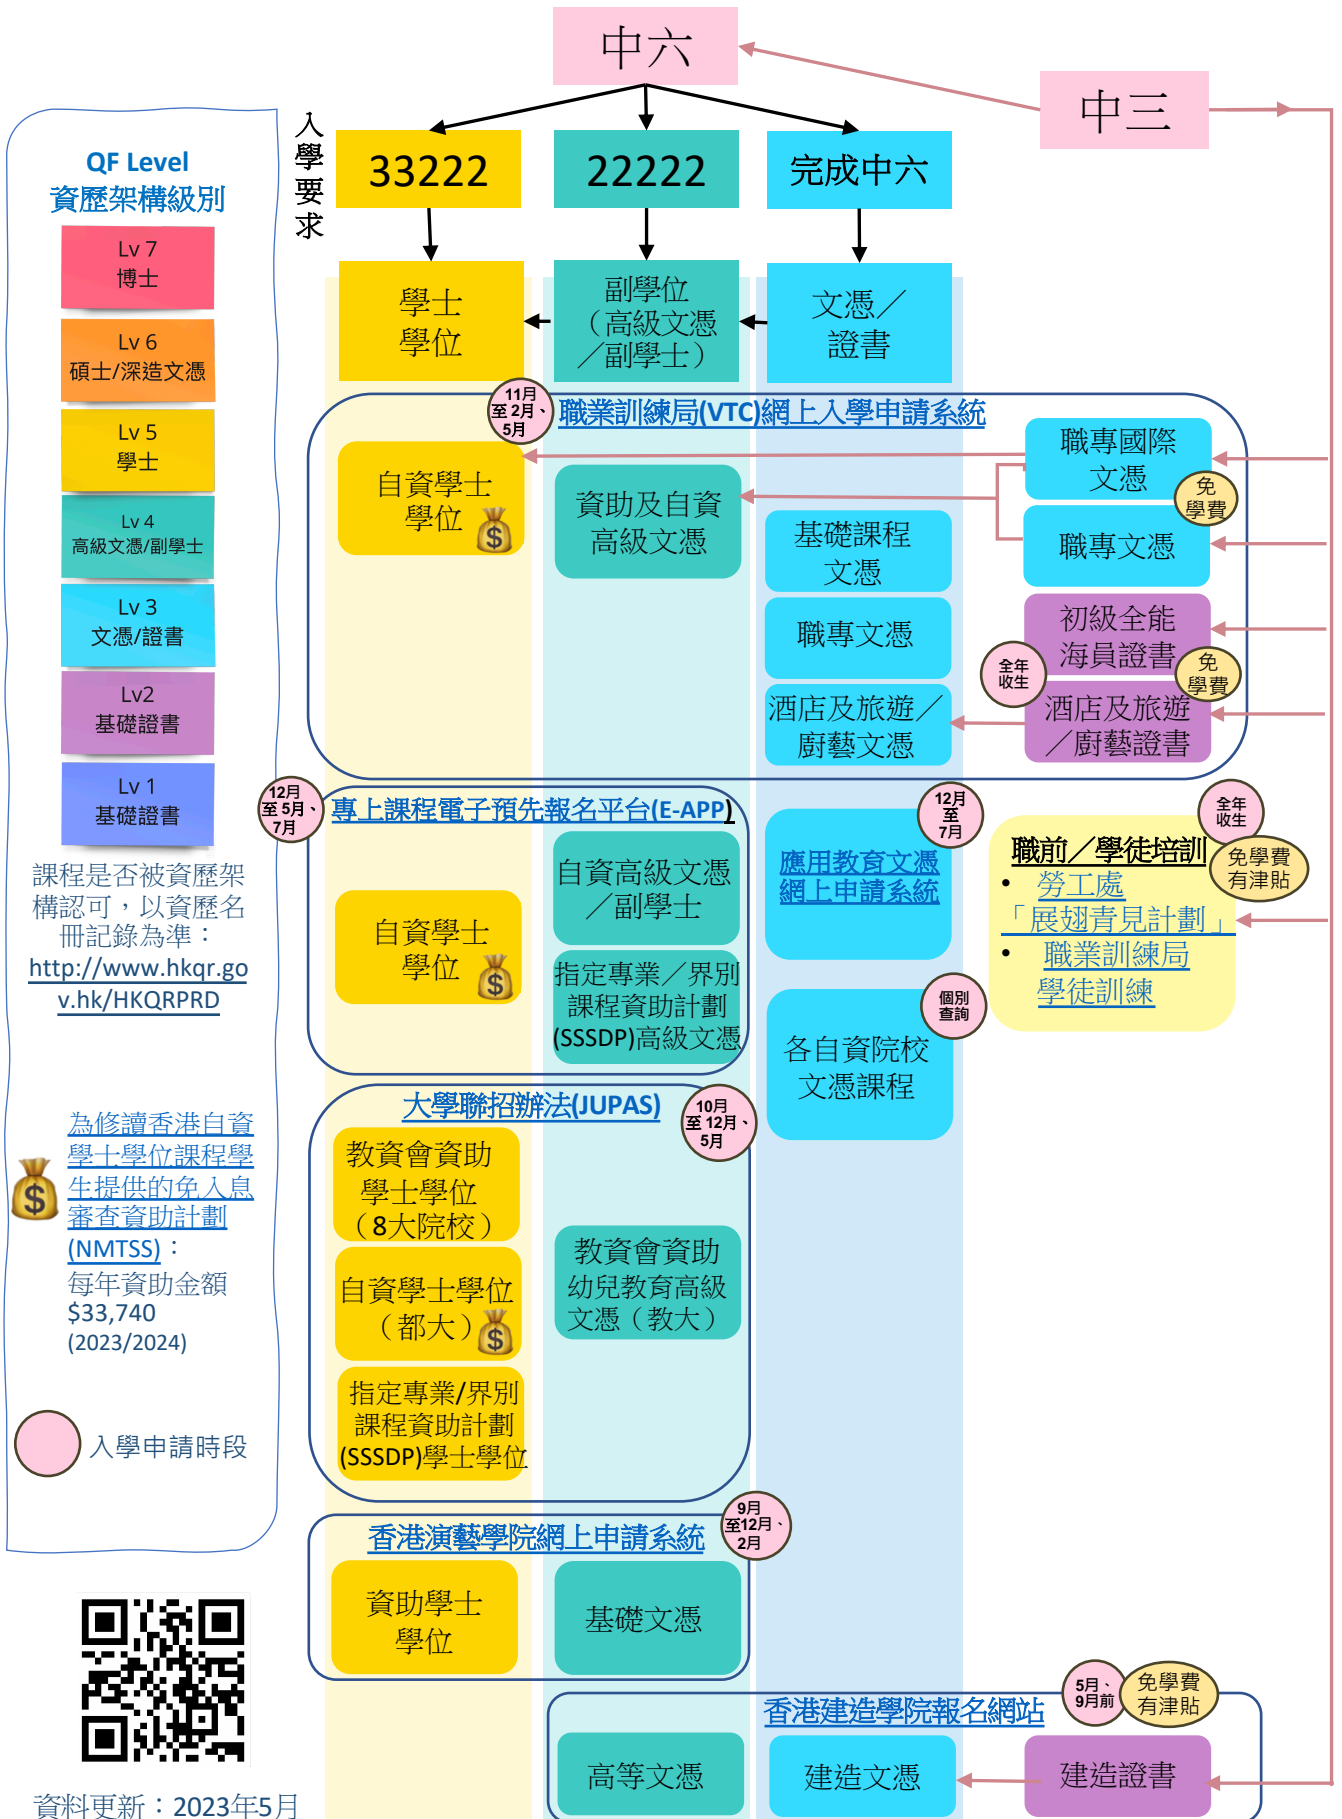 中六
中三
QF Level
資歷架構級別
Lv 7
博士
Lv 6
碩士/深造文憑
Lv 5
學士
Lv 4
高級文憑/副學士
Lv 3
文憑/證書
Lv2
基礎證書
Lv 1
基礎證書
課程是否被資歷架
構認可，以資歷名
冊記錄為準：
http://www.hkqr.go
v.hk/HKQRPRD
為修讀香港自資
學士學位課程學
生提供的免入息
審查資助計劃
(NMTSS)：
每年資助金額
$33,740
(2023/2024)
入學申請時段
資料更新：2023年5月
入
學
要
求
33222
22222
完成中六
學士
學位
副學位
（高級文憑
／副學士）
文憑／
證書
11月
至 2月、
5月
職業訓練局(VTC)網上入學申請系統
自資學士
學位
資助及自資
高級文憑
基礎課程
文憑
職專文憑
酒店及旅遊／
廚藝文憑
職專國際
文憑
免
學費
職專文憑
初級全能
海員證書
全年
收生
免
學費
酒店及旅遊
／廚藝證書
12月
至 5月、
7月
專上課程電子預先報名平台(E-APP)
自資學士
學位
自資高級文憑
／副學士
指定專業／界別
課程資助計劃
(SSSDP)高級文憑
12月
至
7月
應用教育文憑
網上申請系統
個別
查詢
各自資院校
文憑課程
全年
收生
免學費
有津貼
職前／學徒培訓
• 勞工處
「展翅青見計劃」
• 職業訓練局
學徒訓練
大學聯招辦法(JUPAS)
10月
至 12月、
5月
教資會資助
學士學位
（8大院校）
自資學士學位
（都大）
指定專業/界別
課程資助計劃
(SSSDP)學士學位
教資會資助
幼兒教育高級
文憑（教大）
9月
至12月、
2月
香港演藝學院網上申請系統
資助學士
學位
基礎文憑
5月、
9月前
免學費
有津貼
香港建造學院報名網站
高等文憑
建造文憑
建造證書